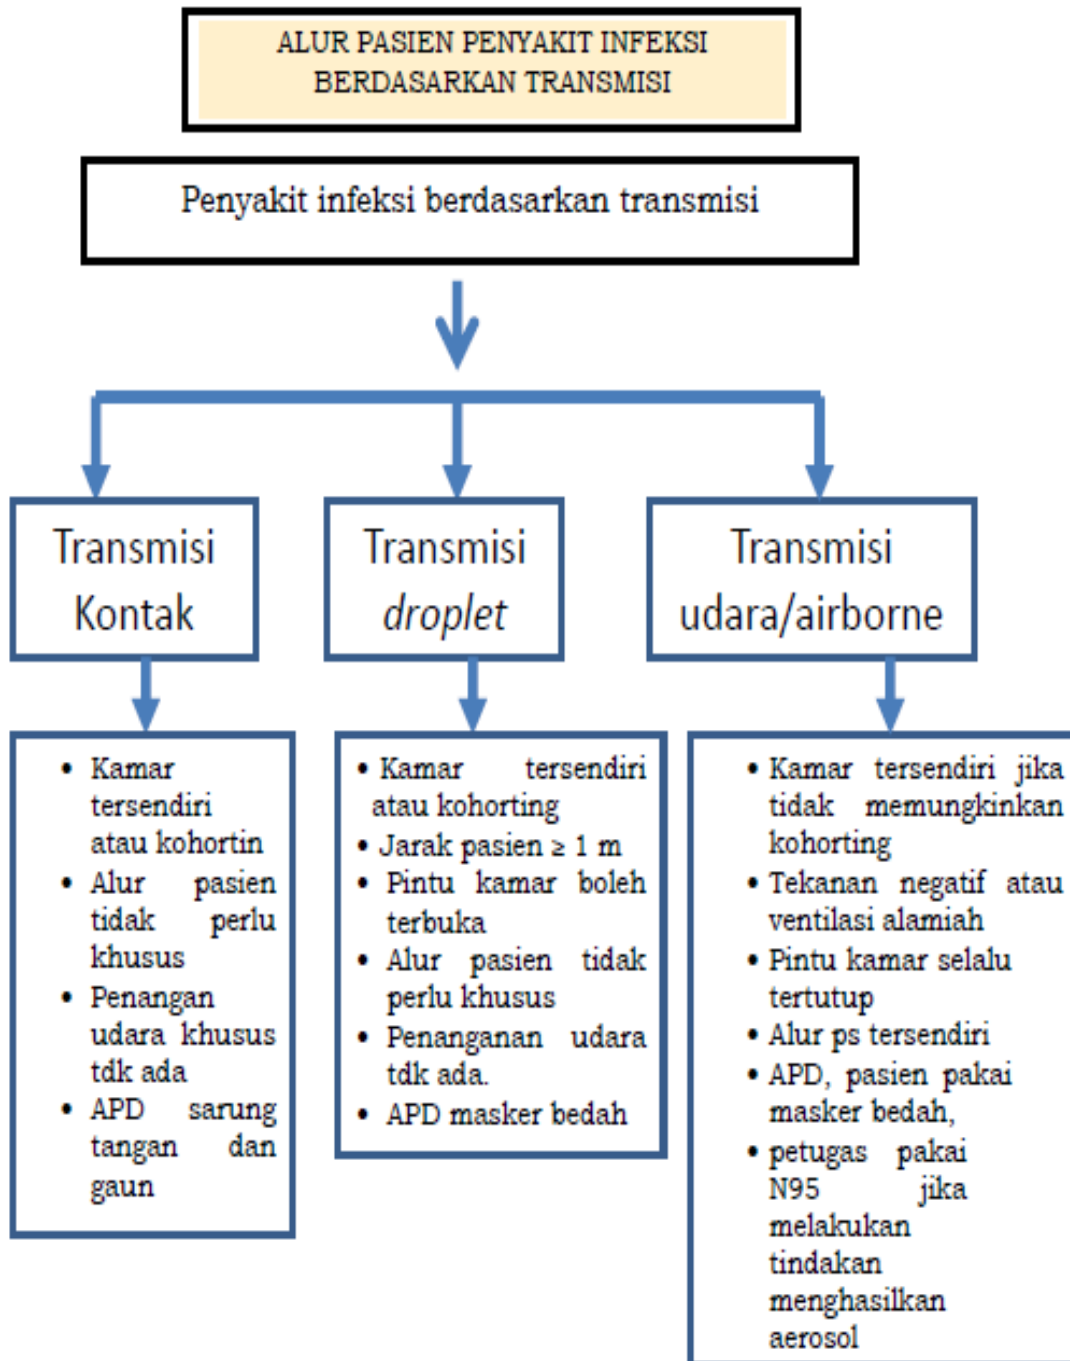 ALUR PASIEN PENYAKIT INFEKSI
BERDASARKAN TRANSMISI
Penyakit infeksi berdasarkan transmisi
Transmisi
Kontak
Transmisi
droplet
Transmisi
udara/airborne
• Kamar
tersendiri
atau kohortin
• Alur pasien
tidak perlu
khusus
• Penangan
udara khusus
tdk ada
• APD sarung
tangan dan
gaun
• Kamar tersendiri
atau kohorting
• Jarak pasien ≥ 1 m
• Pintu kamar boleh
terbuka
• Alur pasien tidak
perlu khusus
• Penanganan udara
tdk ada.
• APD masker bedah
• Kamar tersendiri jika
tidak memungkinkan
kohorting
• Tekanan negatif atau
ventilasi alamiah
• Pintu kamar selalu
tertutup
• Alur ps tersendiri
• APD, pasien pakai
masker bedah,
• petugas pakai
N95 jika
melakukan
tindakan
menghasilkan
aerosol